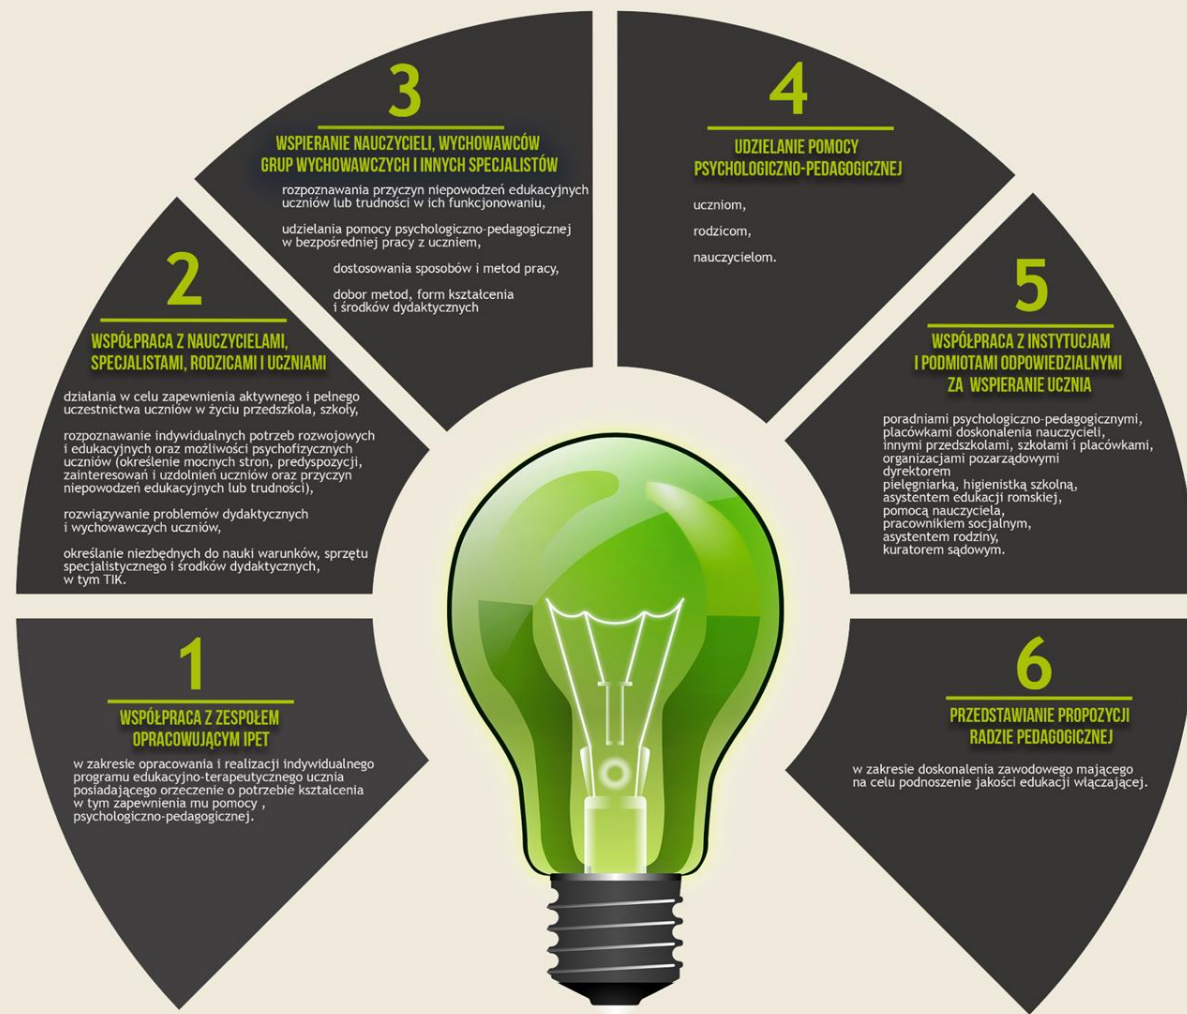 1
WSPÓŁPRACA Z ZESPOŁEM
OPRACOWUJĄCYM IPET
w zakresie opracowania i realizacji indywidualnego
programu edukacyjno-terapeutycznego ucznia
posiadającego orzeczenie o potrzebie kształcenia
w tym zapewnienia mu pomocy ,
psychologiczno-pedagogicznej.
2
WSPÓŁPRACA Z NAUCZYCIELAMI,
SPECJALISTAMI, RODZICAMI I UCZNIAMI
działania w celu zapewnienia aktywnego i pełnego
uczestnictwa uczniów w życiu przedszkola, szkoły,
rozpoznawanie indywidualnych potrzeb rozwojowych
i edukacyjnych oraz możliwości psychofizycznych
uczniów (określenie mocnych stron, predyspozycji,
zainteresowań i uzdolnień uczniów oraz przyczyn
niepowodzeń edukacyjnych lub trudności),
rozwiązywanie problemów dydaktycznych
i wychowawczych uczniów,
określanie niezbędnych do nauki warunków, sprzętu
specjalistycznego i środków dydaktycznych,
w tym TIK.
3
WSPIERANIE NAUCZYCIELI, WYCHOWAWCÓW
GRUP WYCHOWAWCZYCH I INNYCH SPECJALISTÓW
rozpoznawania przyczyn niepowodzeń edukacyjnych
uczniów lub trudności w ich funkcjonowaniu,
udzielania pomocy psychologiczno-pedagogicznej
w bezpośredniej pracy z uczniem,
dostosowania sposobów i metod pracy,
dobor metod, form kształcenia
i środków dydaktycznych
4
UDZIELANIE POMOCY
PSYCHOLOGICZNO-PEDAGOGICZNEJ
uczniom,
rodzicom,
nauczycielom.
5
WSPÓŁPRACA Z INSTYTUCJAM
I PODMIOTAMI ODPOWIEDZIALNYMI
ZA WSPIERANIE UCZNIA
poradniami psychologiczno-pedagogicznymi,
placówkami doskonalenia nauczycieli,
innymi przedszkolami, szkołami i placówkami,
organizacjami pozarządowymi
dyrektorem
pielęgniarką, higienistką szkolną,
asystentem edukacji romskiej,
pomocą nauczyciela,
pracownikiem socjalnym,
asystentem rodziny,
kuratorem sądowym.
6
PRZEDSTAWIANIE PROPOZYCJI
RADZIE PEDAGOGICZNEJ
w zakresie doskonalenia zawodowego mającego
na celu podnoszenie jakości edukacji włączającej.